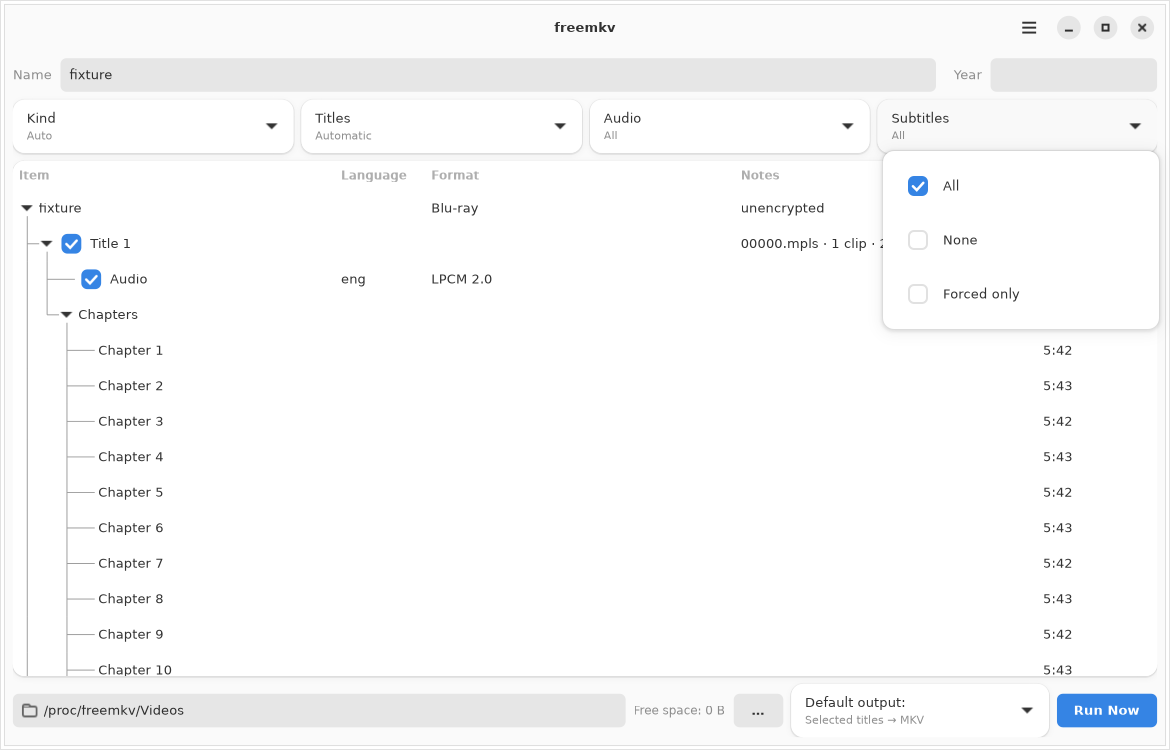 freemkv
Name fixture Year
Kind
Auto
Titles
Automatic
Audio
All
Subtitles
All
Item Language Format Notes
fixture Blu-ray unencrypted
Title 1 00000.mpls · 1 clip ·
Audio eng LPCM 2.0
Chapters
All
None
Forced only
Chapter 1 5:42
Chapter 2 5:43
Chapter 3 5:42
Chapter 4 5:43
Chapter 5 5:42
Chapter 6 5:43
Chapter 7 5:42
Chapter 8 5:43
Chapter 9 5:42
Chapter 10 5:43
/proc/freemkv/Videos Free space: 0 B ...
Default output:
Selected titles → MKV
Run Now